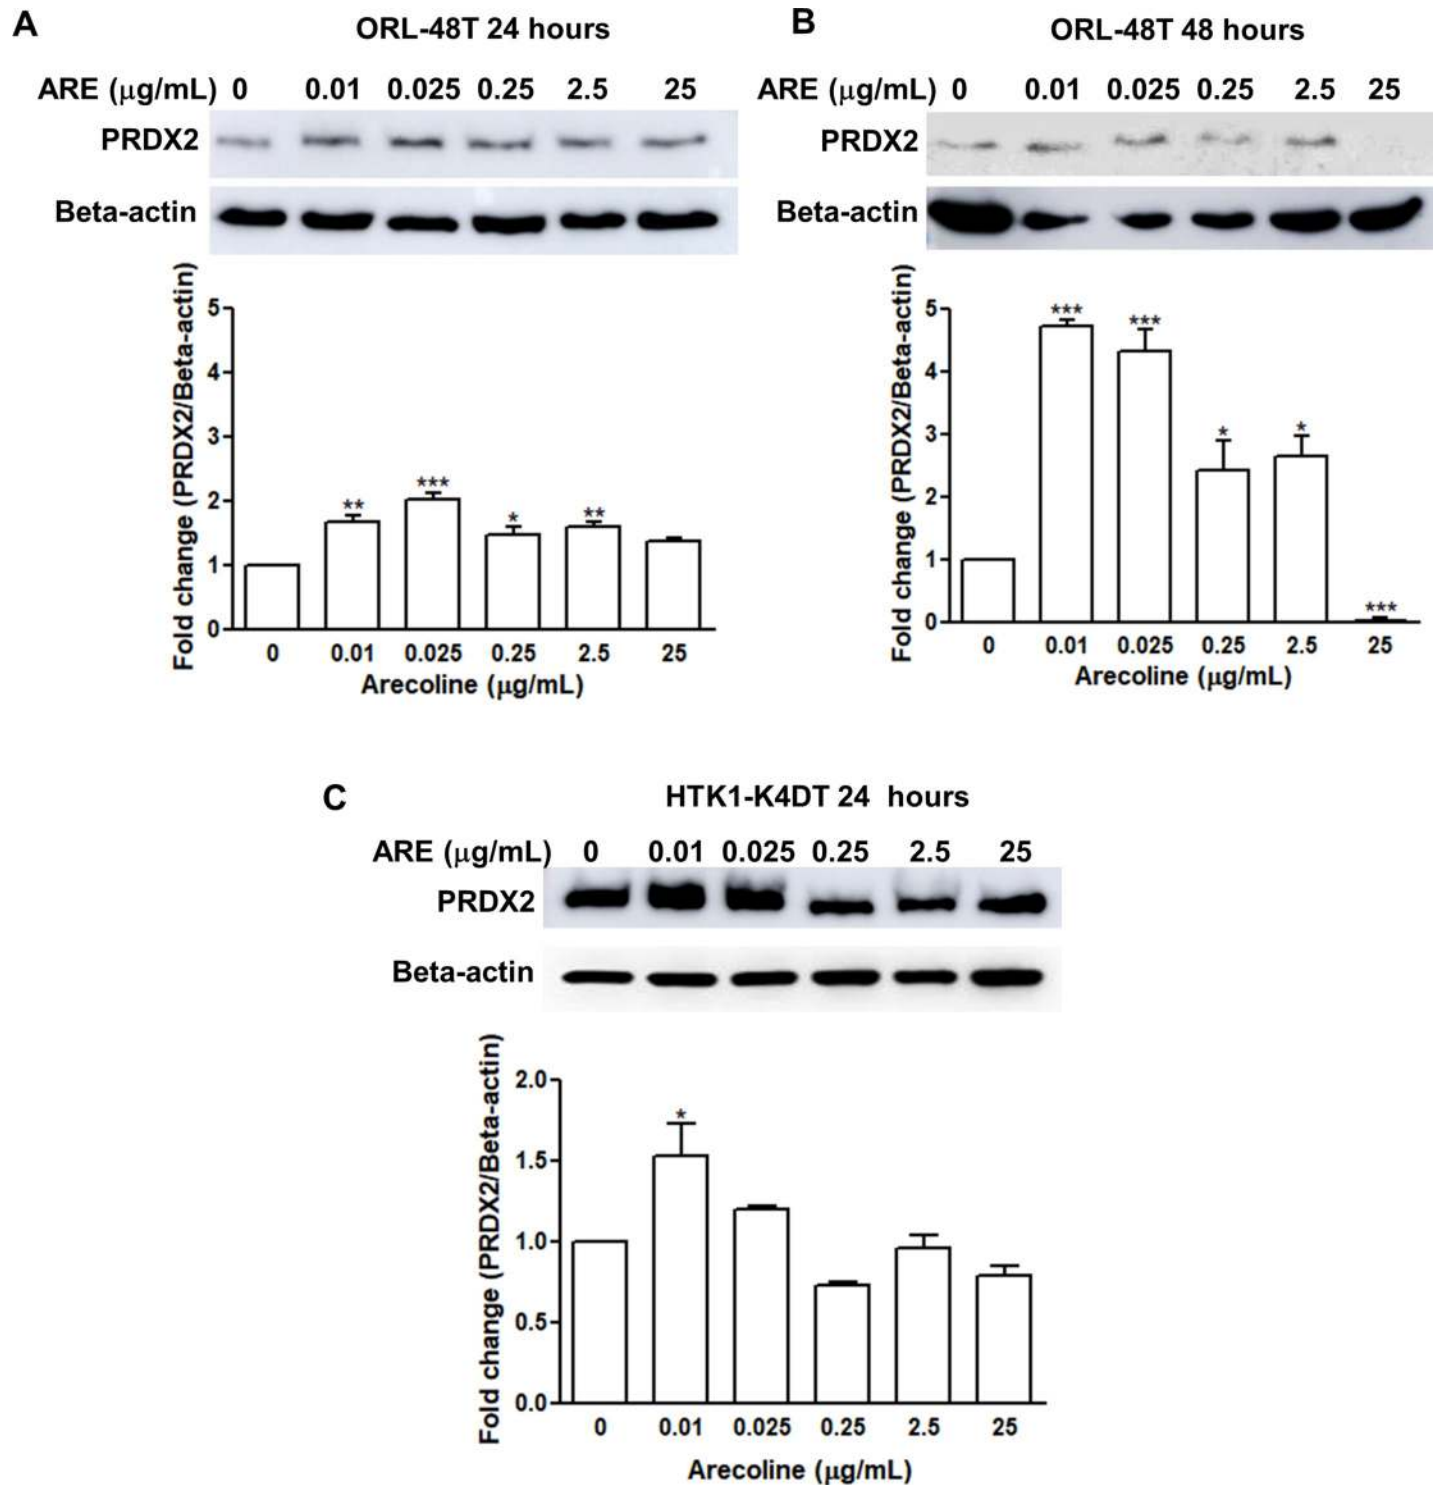 A
ORL-48T 24 hours
ARE (μg/mL) 0 0.01 0.025 0.25 2.5 25
PRDX2
Beta-actin
Fold change (PRDX2/Beta-actin)
5
4
3
2
1
0
** *** * **
0 0.01 0.025 0.25 2.5 25
Arecoline (μg/mL)
B
ORL-48T 48 hours
ARE (μg/mL) 0 0.01 0.025 0.25 2.5 25
PRDX2
Beta-actin
Fold change (PRDX2/Beta-actin)
5
4
3
2
1
0
*** *** * * ***
0 0.01 0.025 0.25 2.5 25
Arecoline (μg/mL)
C
HTK1-K4DT 24 hours
ARE (μg/mL) 0 0.01 0.025 0.25 2.5 25
PRDX2
Beta-actin
Fold change (PRDX2/Beta-actin)
2.0
1.5
1.0
0.5
0.0
*
0 0.01 0.025 0.25 2.5 25
Arecoline (μg/mL)